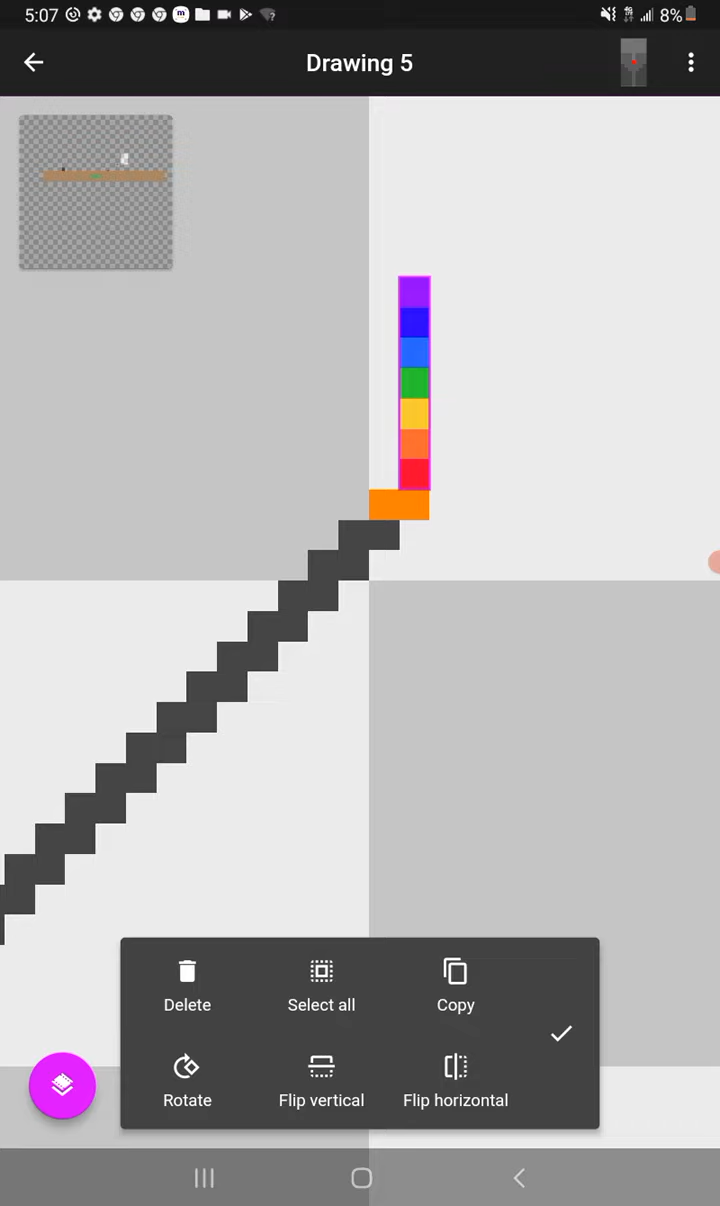 5:07
8%
Drawing 5
Delete
Select all
Copy
Rotate
Flip vertical
Flip horizontal